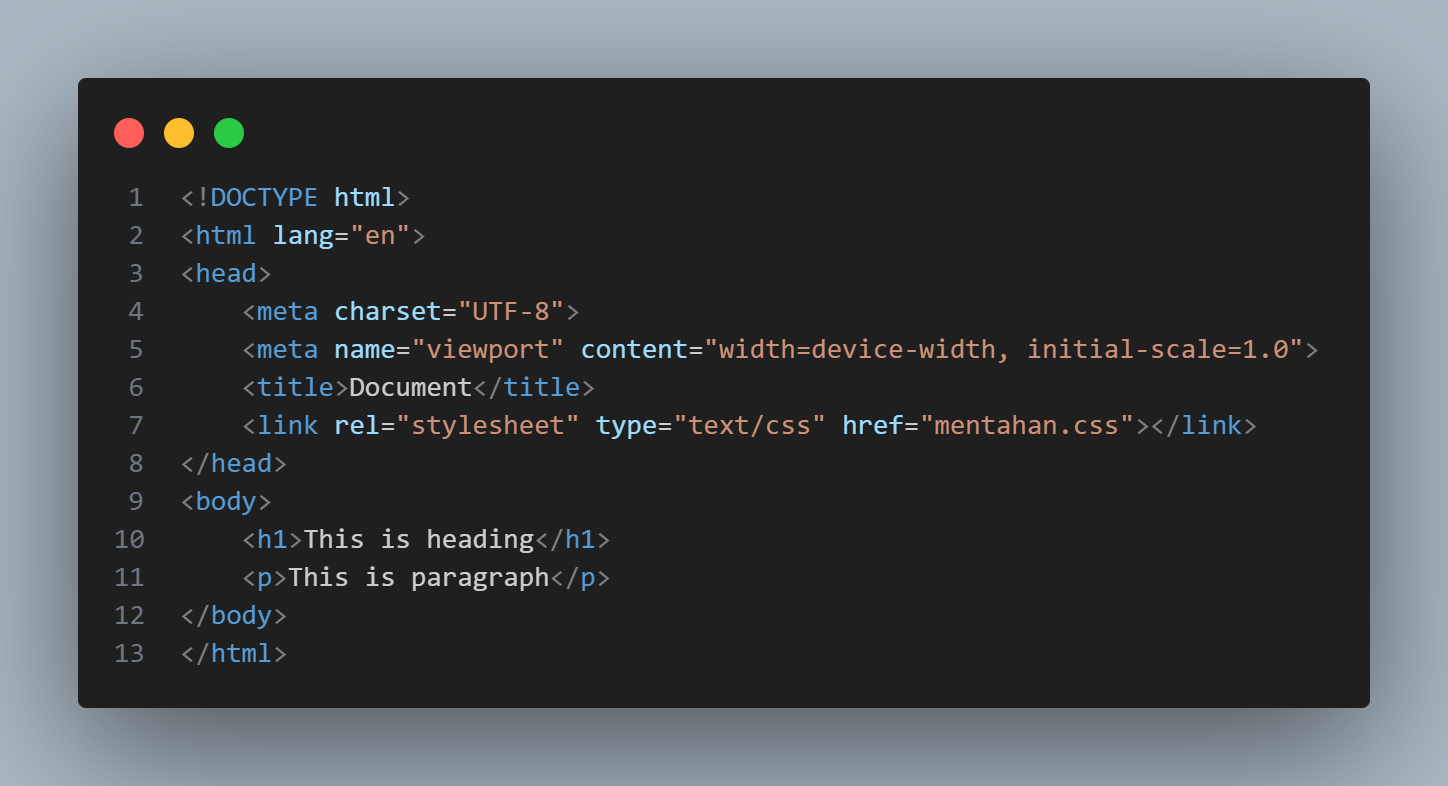 1 <!DOCTYPE html>
2 <html lang="en">
3 <head>
4     <meta charset="UTF-8">
5     <meta name="viewport" content="width=device-width, initial-scale=1.0">
6     <title>Document</title>
7     <link rel="stylesheet" type="text/css" href="mentahan.css"></link>
8 </head>
9 <body>
10     <h1>This is heading</h1>
11     <p>This is paragraph</p>
12 </body>
13 </html>